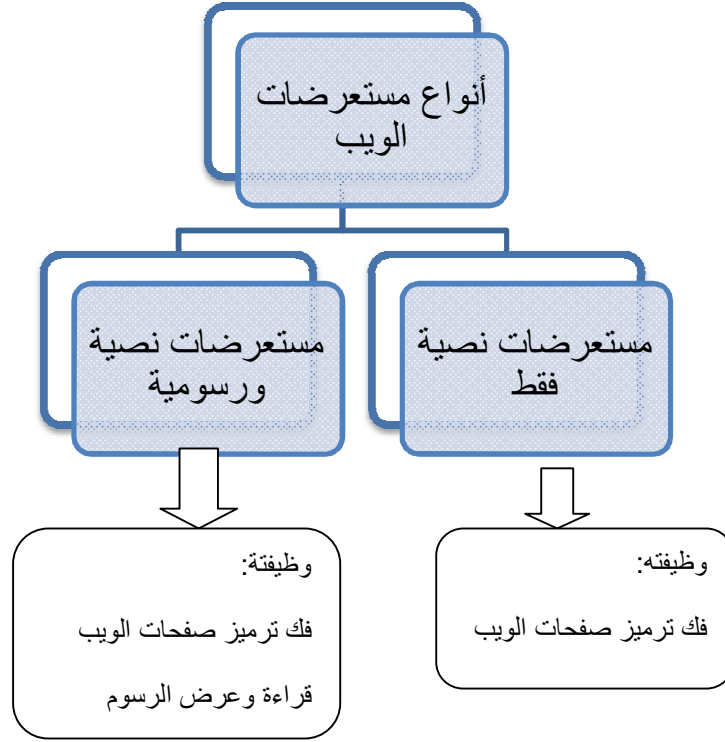 أنواع مستعرضات
الويب
مستعرضات نصية
فقط
مستعرضات نصية
ورسومية
وظيفته:
فك ترميز صفحات الويب
وظيفتة:
فك ترميز صفحات الويب
قراءة وعرض الرسوم